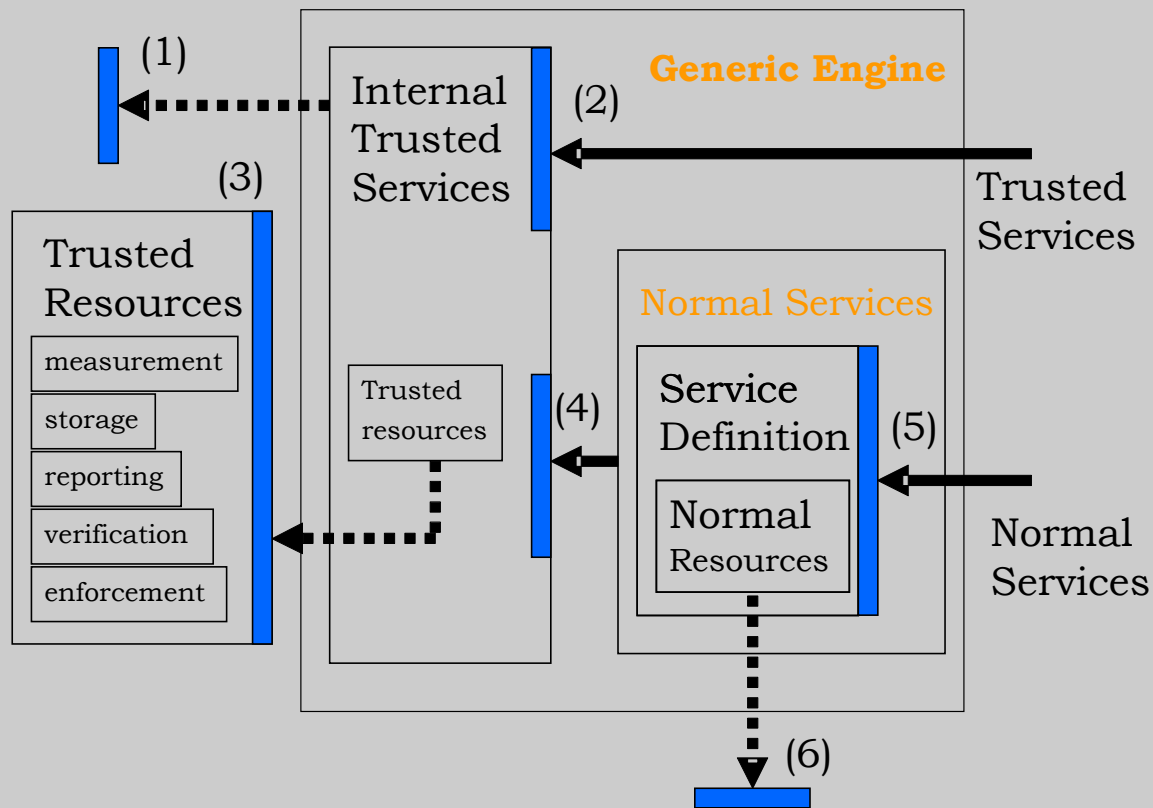 (1)
Generic Engine
Internal
Trusted
Services
(2)
Trusted
Services
(3)
Trusted
Resources
measurement
storage
reporting
verification
enforcement
Trusted
resources
(4)
Normal Services
Service
Definition
(5)
Normal
Resources
Normal
Services
(6)